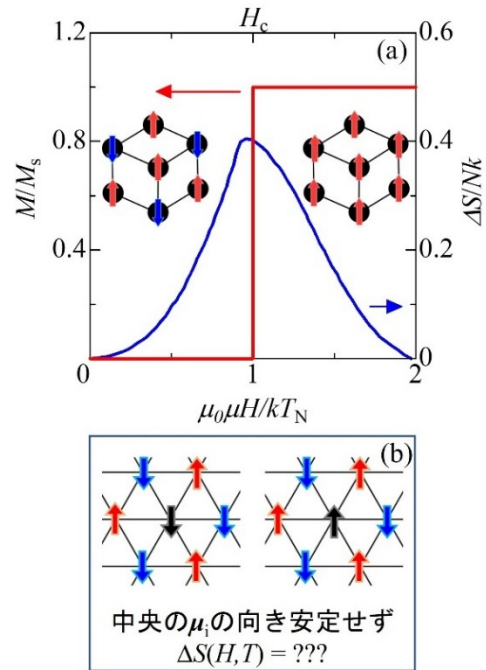 H_c
(a)
1.2
0.8
0.4
0
M/M_s
0.6
0.4
0.2
0
ΔS/Nk
0 1 2
μ_0μH/kT_N
(b)
中央のμ_iの向き安定せず
ΔS(H,T) = ???